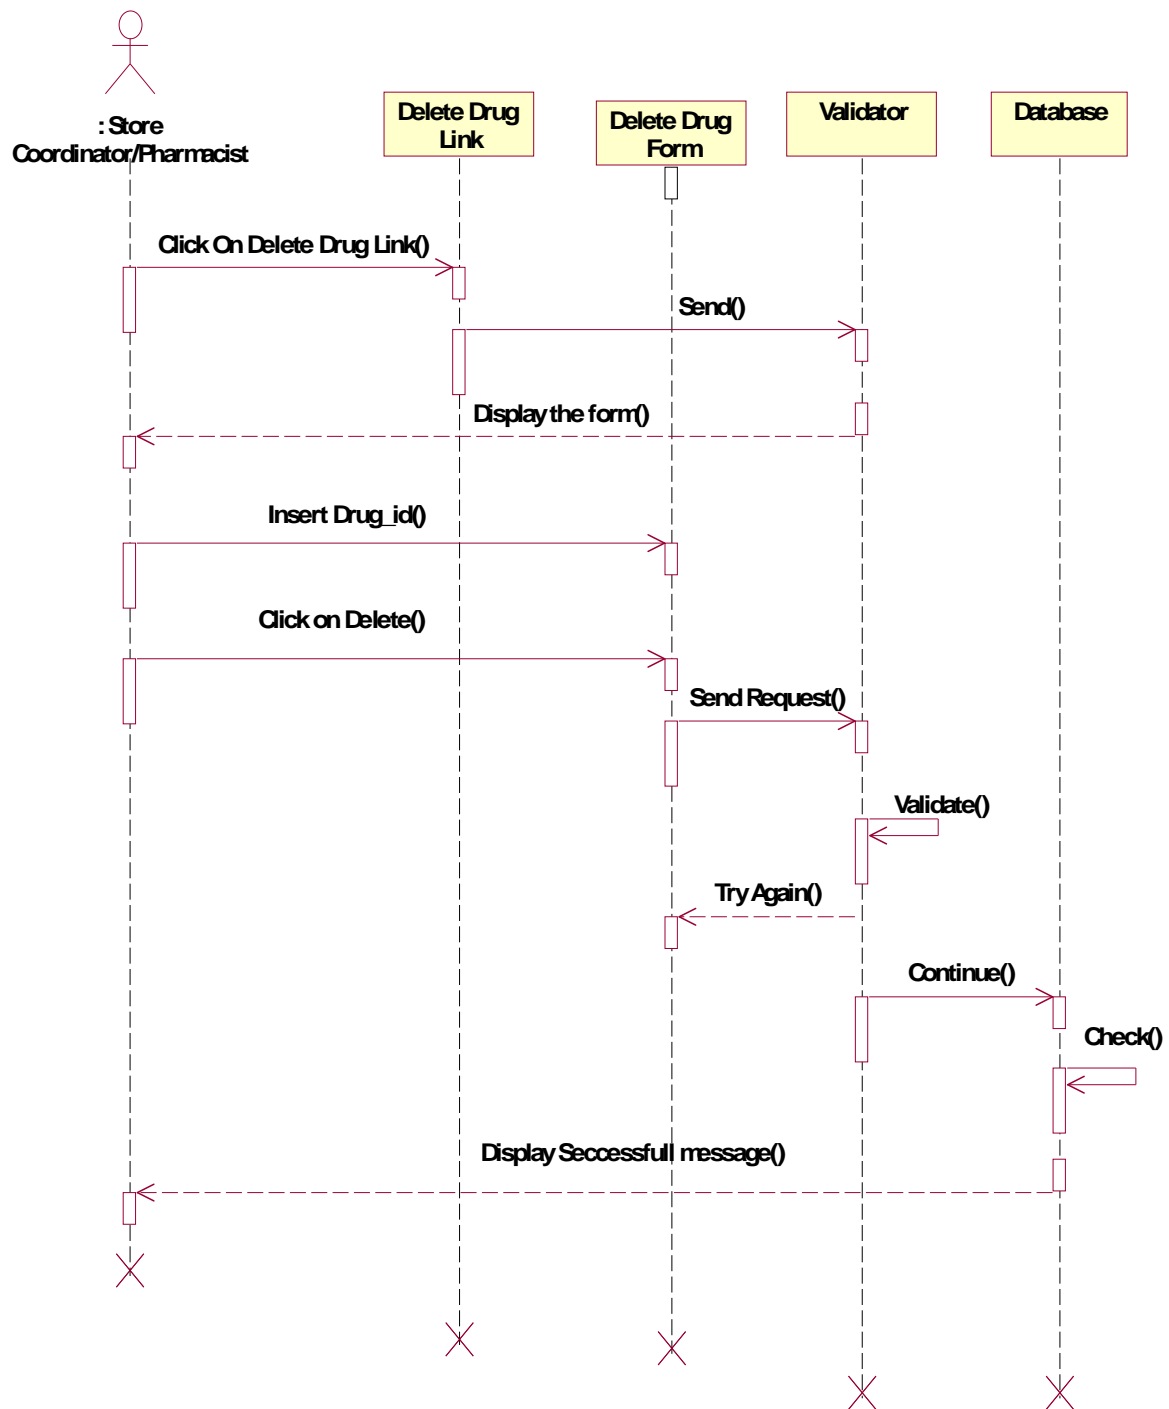 : Store
Coordinator/Pharmacist
Delete Drug
Link
Delete Drug
Form
Validator
Database
Click On Delete Drug Link()
Send()
Display the form()
Insert Drug_id()
Click on Delete()
Send Request()
Validate()
Try Again()
Continue()
Check()
Display Seccessfull message()